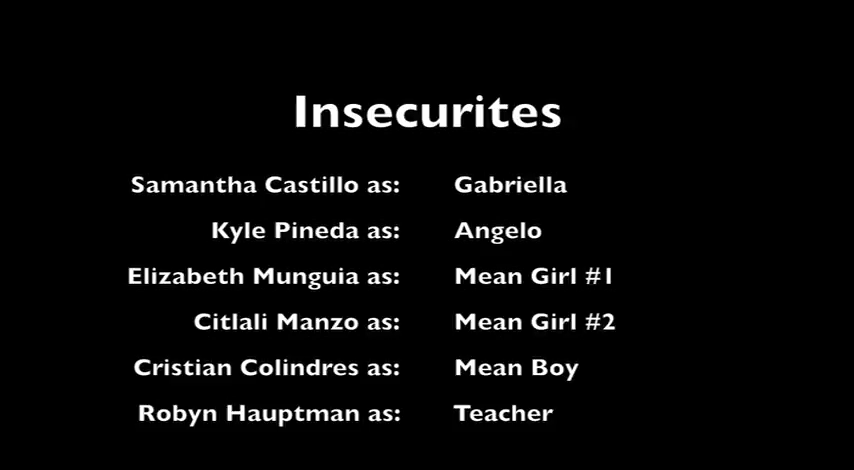 Insecurites
Samantha Castillo as: Gabriella
Kyle Pineda as: Angelo
Elizabeth Munguia as: Mean Girl #1
Citlali Manzo as: Mean Girl #2
Cristian Colindres as: Mean Boy
Robyn Hauptman as: Teacher